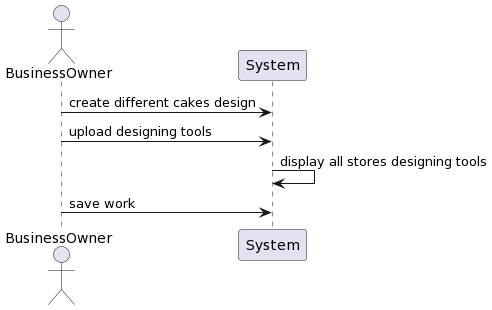 BusinessOwner
System
create different cakes design
upload designing tools
display all stores designing tools
save work
BusinessOwner
System